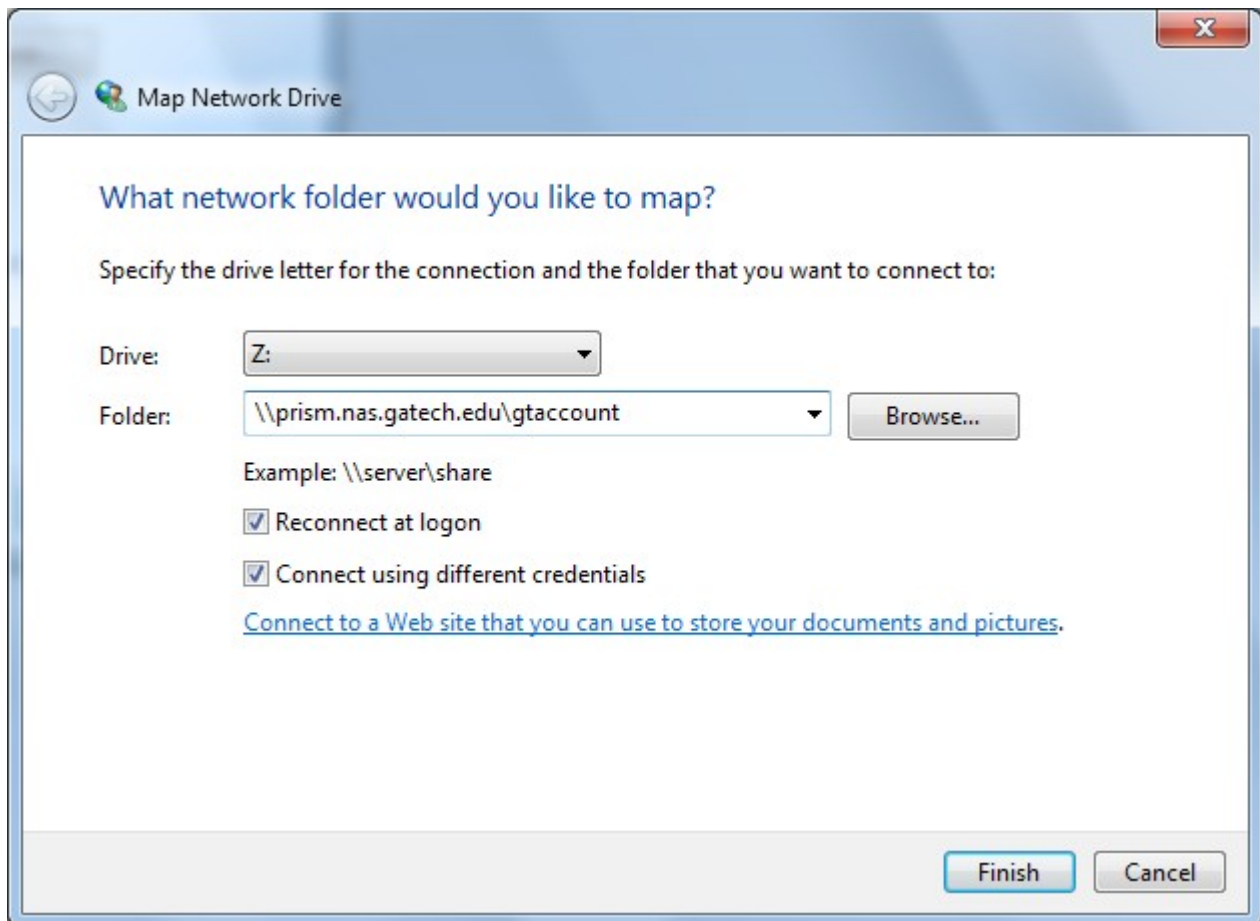 Map Network Drive
What network folder would you like to map?
Specify the drive letter for the connection and the folder that you want to connect to:
Drive: Z:
Folder: \\prism.nas.gatech.edu\gtaccount Browse...
Example: \\server\share
Reconnect at logon
Connect using different credentials
Connect to a Web site that you can use to store your documents and pictures.
Finish Cancel